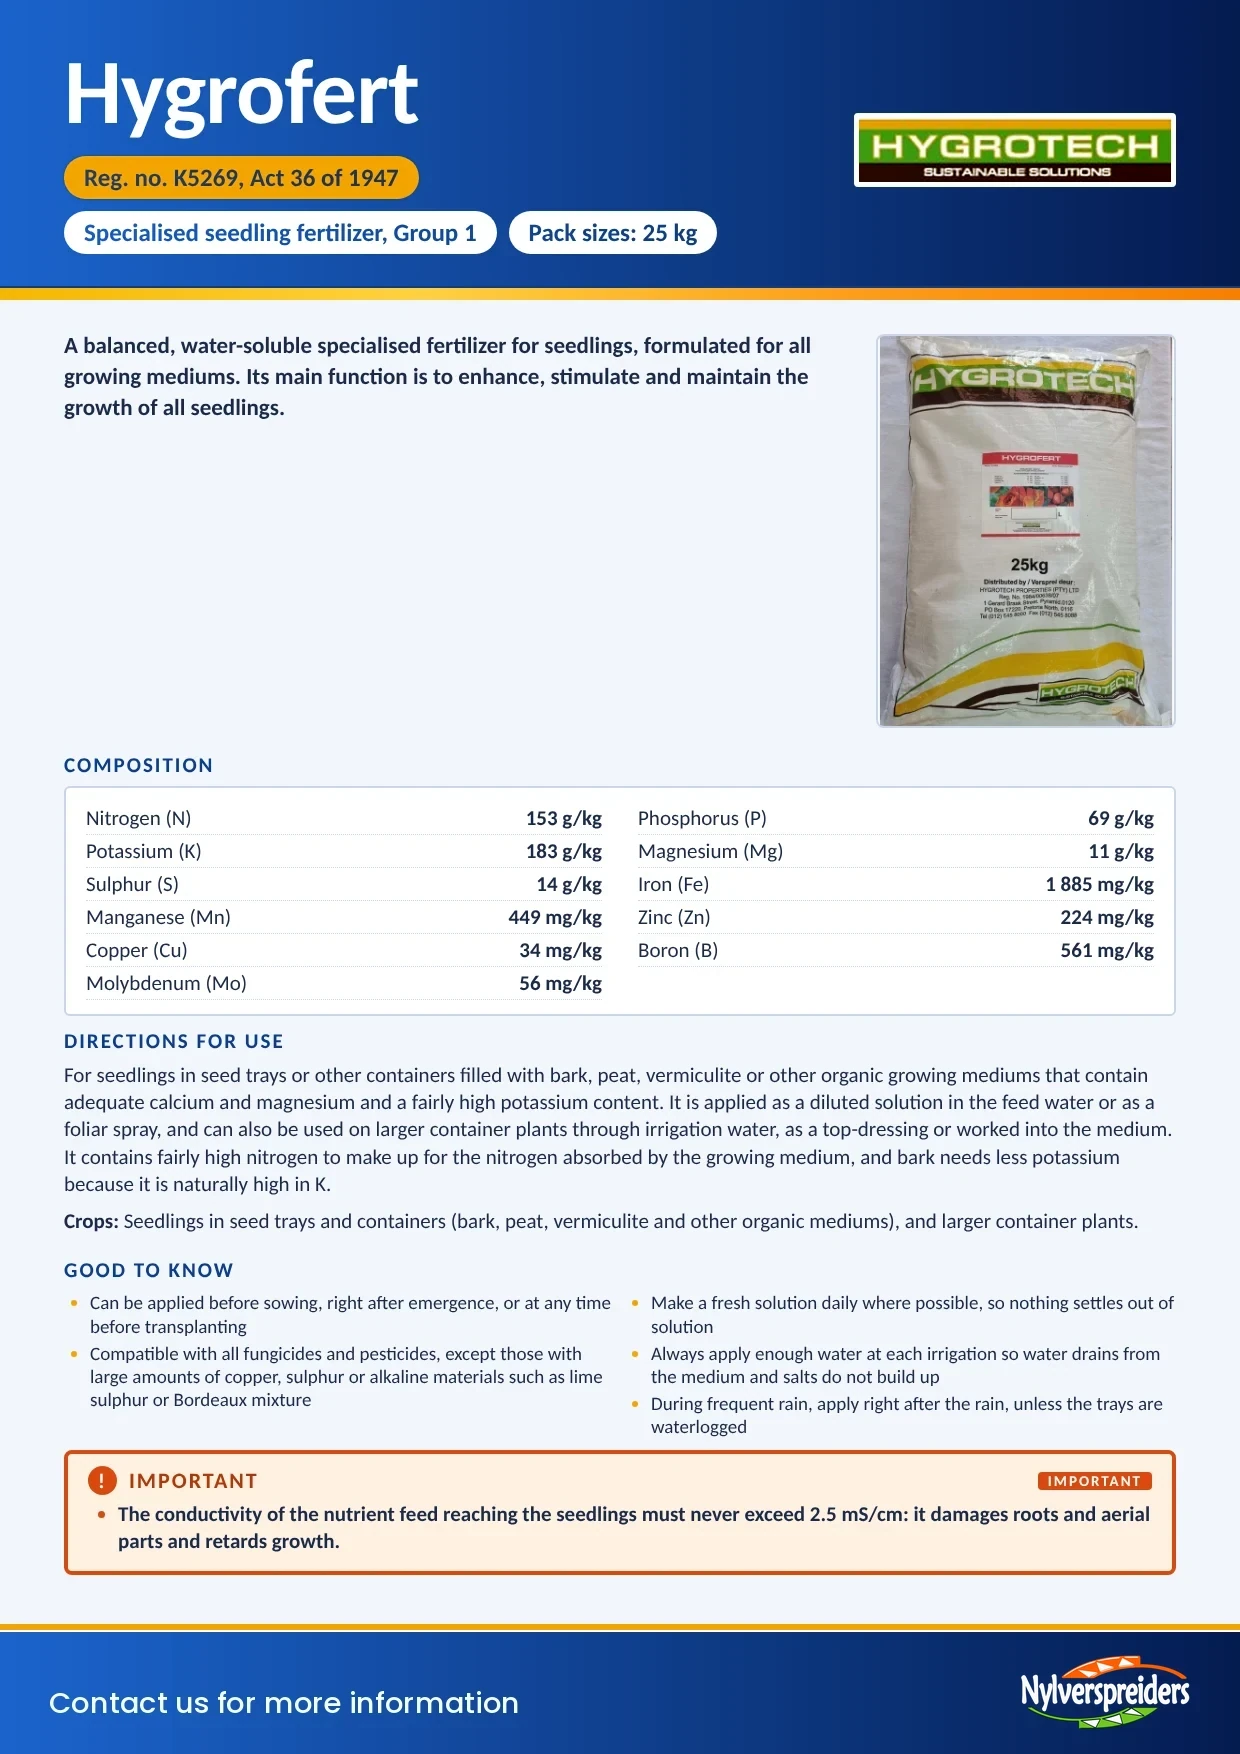 Hygrofert
Reg. no. K5269, Act 36 of 1947
Specialised seedling fertilizer, Group 1
Pack sizes: 25 kg
HYGROTECH
SUSTAINABLE SOLUTIONS
A balanced, water-soluble specialised fertilizer for seedlings, formulated for all
growing mediums. Its main function is to enhance, stimulate and maintain the
growth of all seedlings.
HYGROTECH
HYGROFERT
25kg
Distributed by / Versprei deur:
HYGROTECH PROPERTIES (PTY) LTD
HYGROTECH
COMPOSITION
Nitrogen (N) 153 g/kg
Phosphorus (P) 69 g/kg
Potassium (K) 183 g/kg
Magnesium (Mg) 11 g/kg
Sulphur (S) 14 g/kg
Iron (Fe) 1 885 mg/kg
Manganese (Mn) 449 mg/kg
Zinc (Zn) 224 mg/kg
Copper (Cu) 34 mg/kg
Boron (B) 561 mg/kg
Molybdenum (Mo) 56 mg/kg
DIRECTIONS FOR USE
For seedlings in seed trays or other containers filled with bark, peat, vermiculite or other organic growing mediums that contain
adequate calcium and magnesium and a fairly high potassium content. It is applied as a diluted solution in the feed water or as a
foliar spray, and can also be used on larger container plants through irrigation water, as a top-dressing or worked into the medium.
It contains fairly high nitrogen to make up for the nitrogen absorbed by the growing medium, and bark needs less potassium
because it is naturally high in K.
Crops: Seedlings in seed trays and containers (bark, peat, vermiculite and other organic mediums), and larger container plants.
GOOD TO KNOW
• Can be applied before sowing, right after emergence, or at any time
before transplanting
• Compatible with all fungicides and pesticides, except those with
large amounts of copper, sulphur or alkaline materials such as lime
sulphur or Bordeaux mixture
• Make a fresh solution daily where possible, so nothing settles out of
solution
• Always apply enough water at each irrigation so water drains from
the medium and salts do not build up
• During frequent rain, apply right after the rain, unless the trays are
waterlogged
! IMPORTANT
IMPORTANT
• The conductivity of the nutrient feed reaching the seedlings must never exceed 2.5 mS/cm: it damages roots and aerial
parts and retards growth.
Contact us for more information
Nylverspreiders